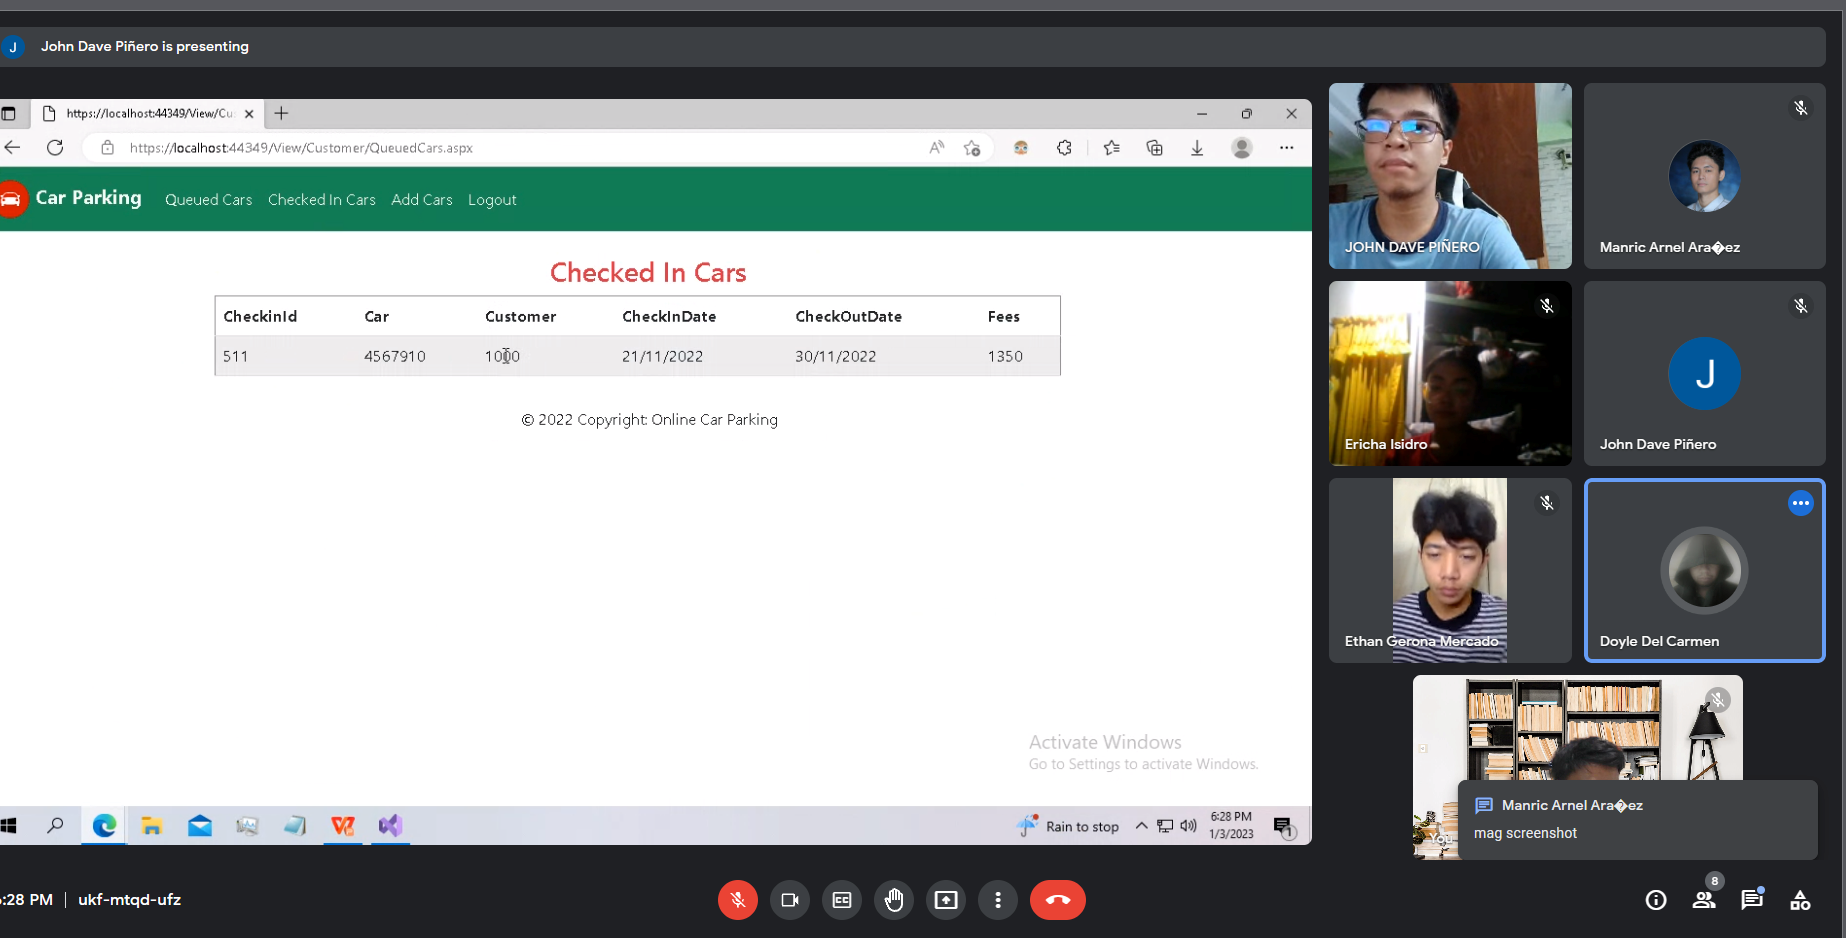 J John Dave Piñero is presenting
https://localhost:44349/View/Cu
https://localhost:44349/View/Customer/QueuedCars.aspx
Car Parking Queued Cars Checked In Cars Add Cars Logout
Checked In Cars
CheckinId Car Customer CheckInDate CheckOutDate Fees
511 4567910 1000 21/11/2022 30/11/2022 1350
© 2022 Copyright: Online Car Parking
Activate Windows
Go to Settings to activate Windows.
Rain to stop
6:28 PM
1/3/2023
1
JOHN DAVE PIÑERO
Manric Arnel Ara�ez
Ericha Isidro
J
John Dave Piñero
Ethan Gerona Mercado
Doyle Del Carmen
You
Manric Arnel Ara�ez
mag screenshot
:28 PM | ukf-mtqd-ufz
8